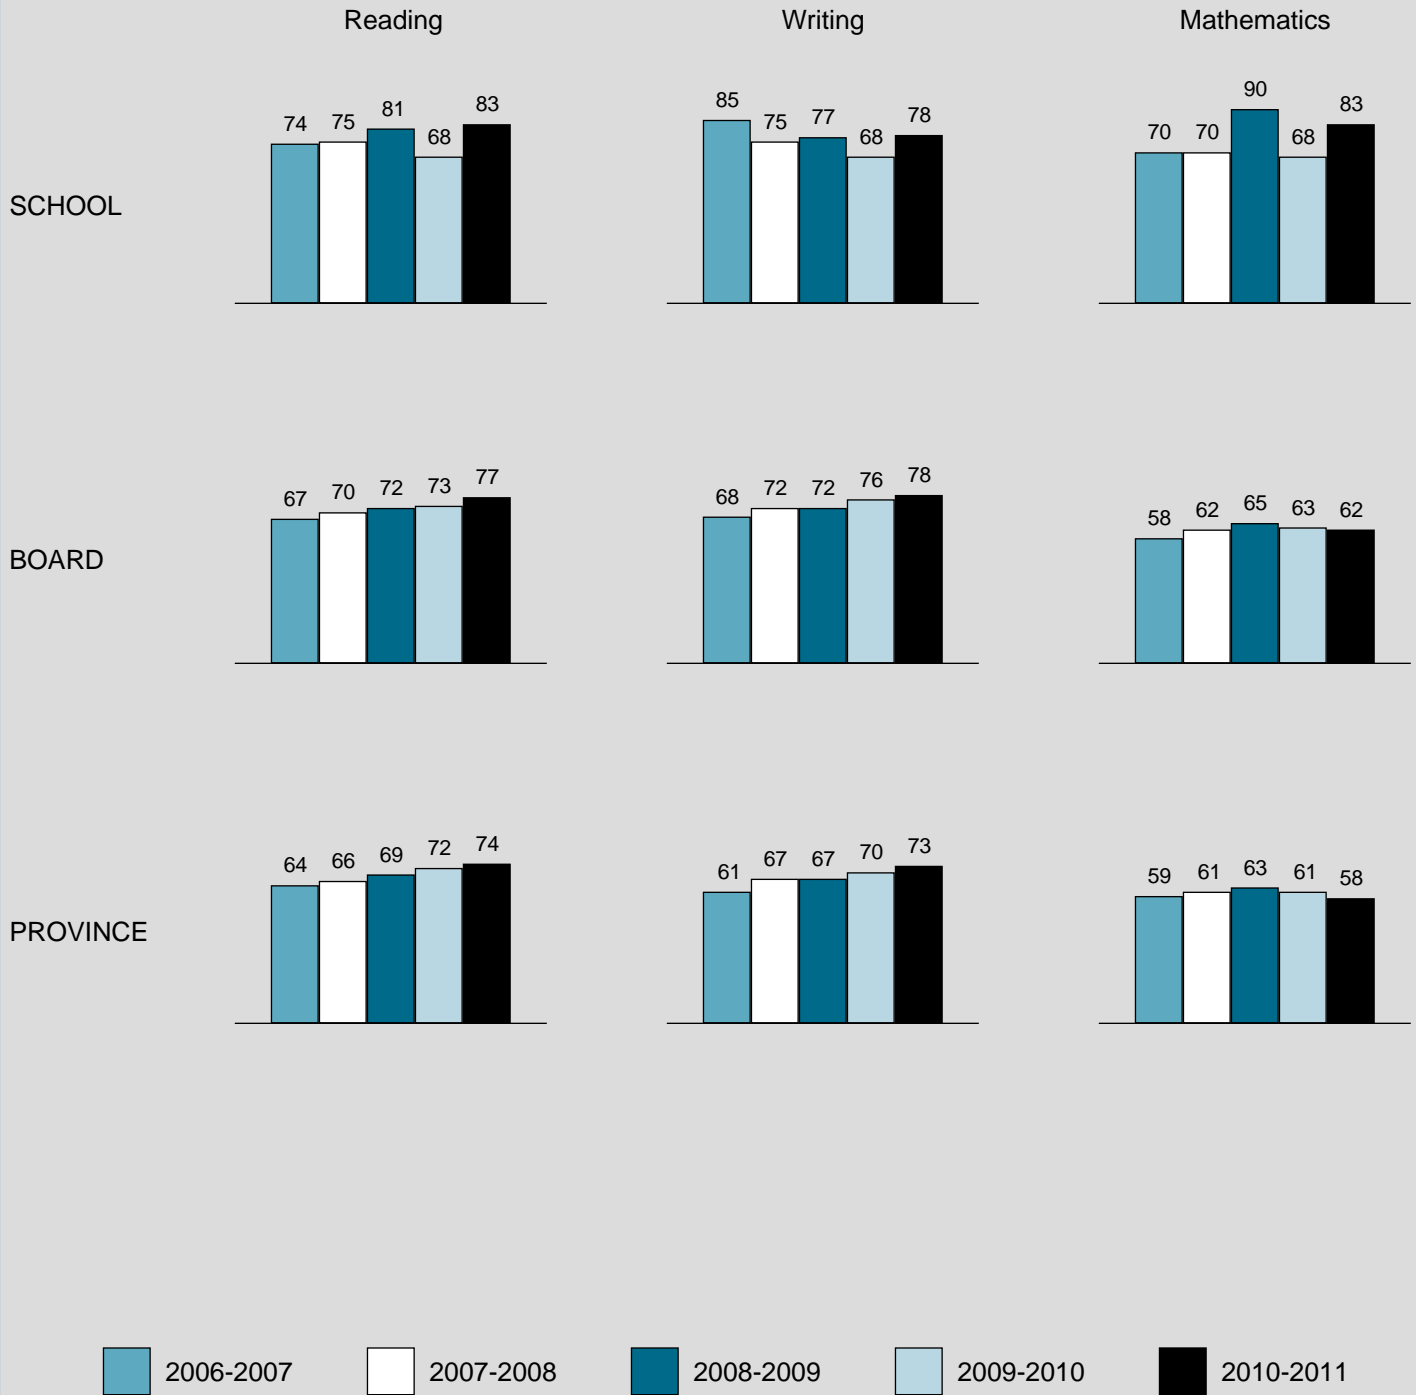 Reading Writing Mathematics
74 75 81 68 83
85 75 77 68 78
70 70 90 68 83
SCHOOL
67 70 72 73 77
68 72 72 76 78
58 62 65 63 62
BOARD
64 66 69 72 74
61 67 67 70 73
59 61 63 61 58
PROVINCE
2006-2007 2007-2008 2008-2009 2009-2010 2010-2011